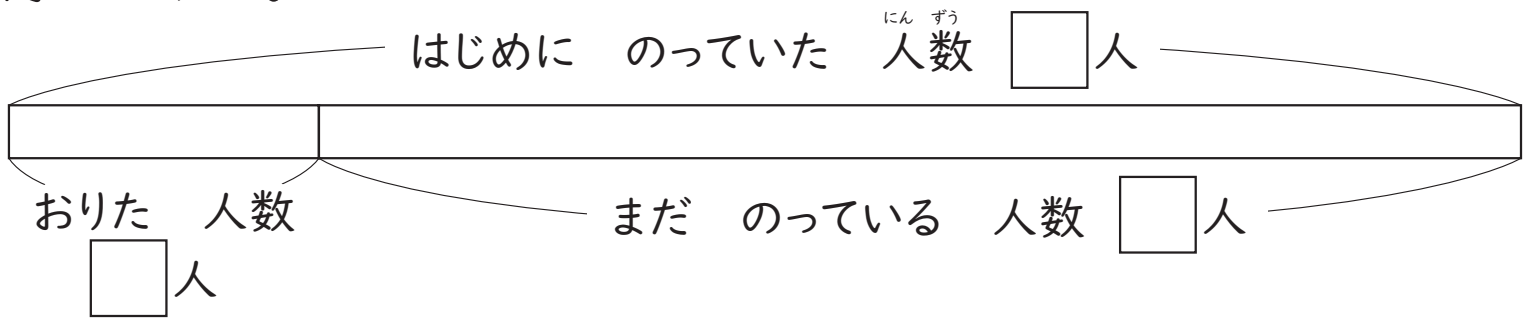 はじめに のっていた 人数 □人
にん ずう
おりた 人数
□人
まだ のっている 人数 □人